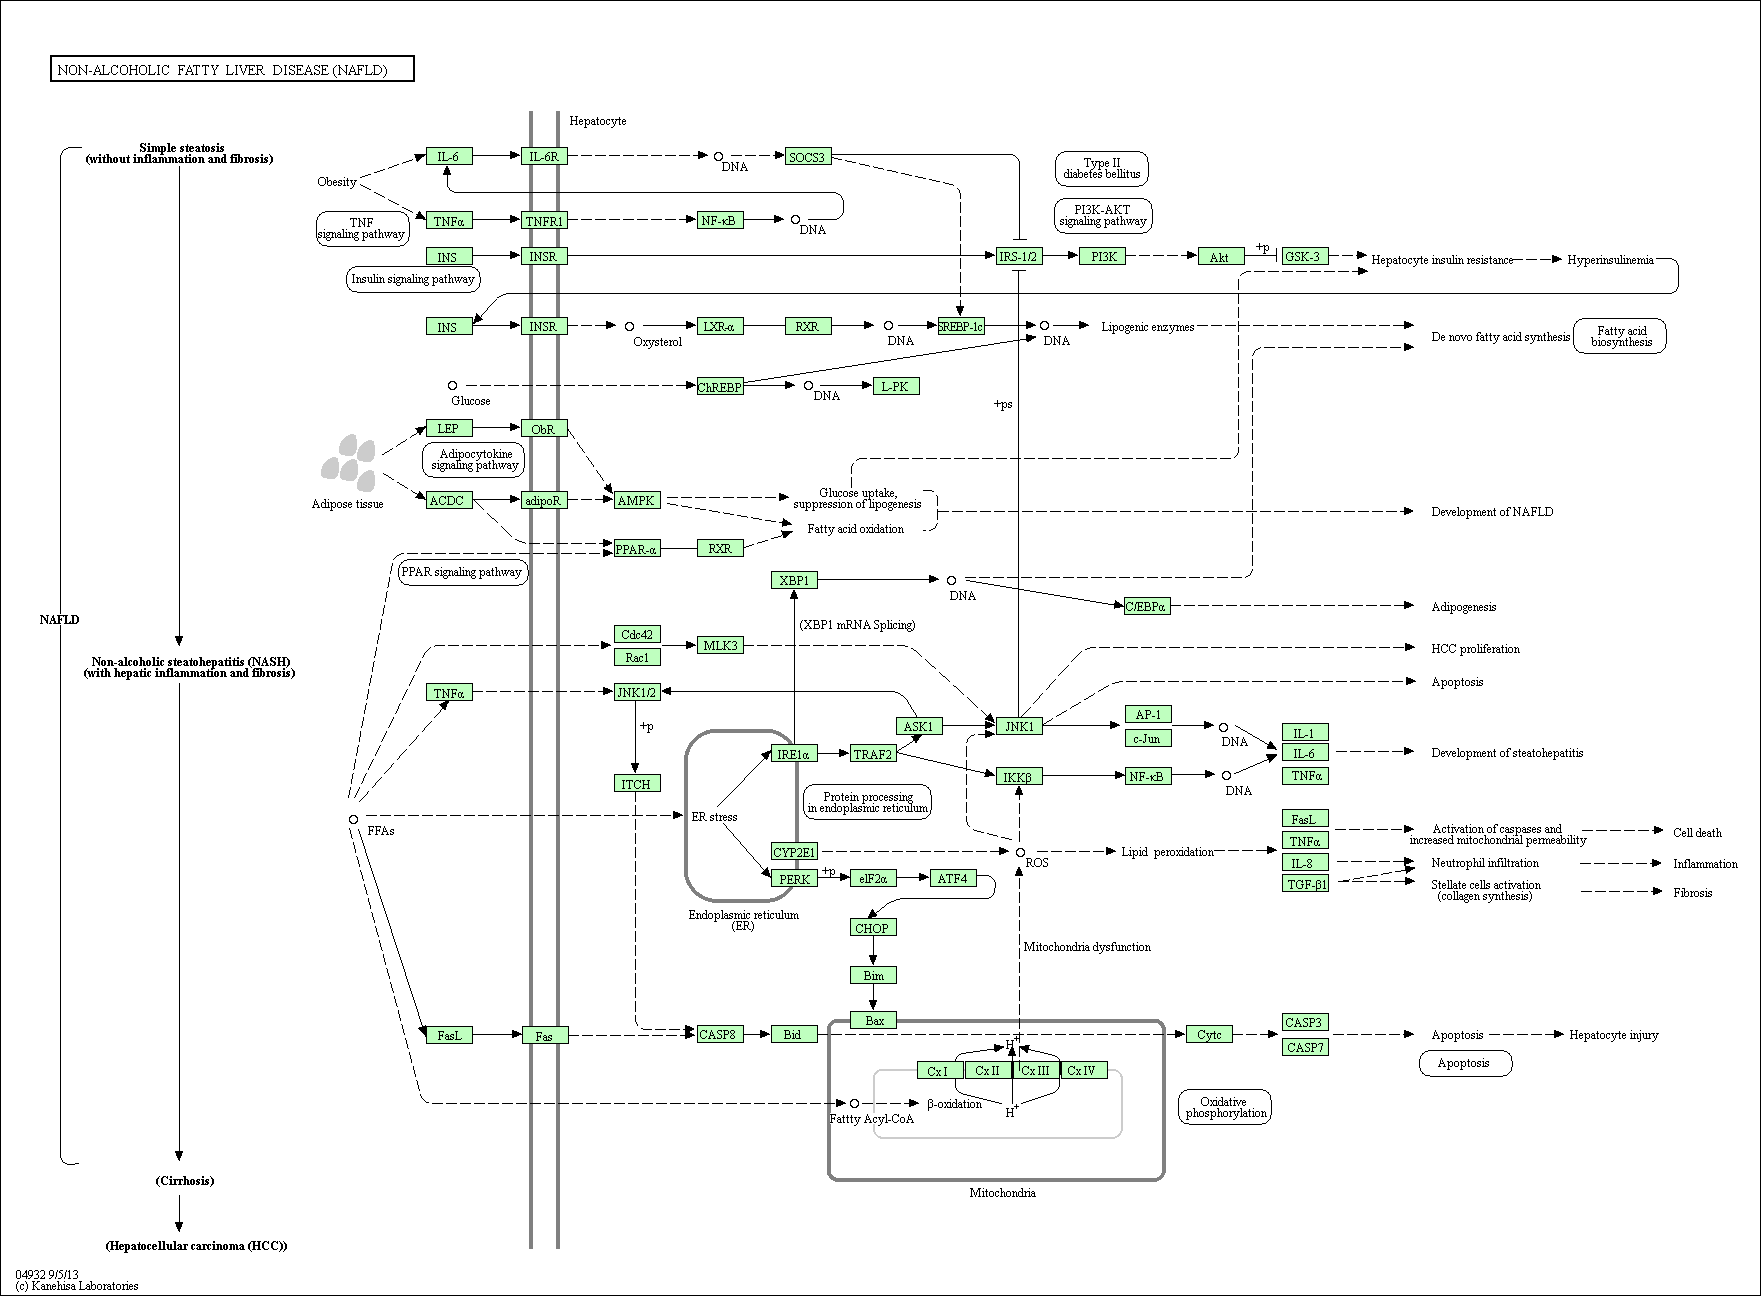 NON-ALCOHOLIC FATTY LIVER DISEASE (NAFLD)
Hepatocyte
Simple steatosis
(without inflammation and fibrosis)
NAFLD
Non-alcoholic steatohepatitis (NASH)
(with hepatic inflammation and fibrosis)
(Cirrhosis)
(Hepatocellular carcinoma (HCC))
Obesity
IL-6
IL-6R
DNA
SOCS3
Type II
diabetes bellitus
TNF
signaling pathway
TNFα
TNFR1
NF-κB
DNA
PI3K-AKT
signaling pathway
INS
INSR
IRS-1/2
PI3K
Akt
+p
GSK-3
Hepatocyte insulin resistance
Hyperinsulinemia
Insulin signaling pathway
INS
INSR
Oxysterol
LXR-α
RXR
DNA
SREBP-1c
DNA
Lipogenic enzymes
De novo fatty acid synthesis
Fatty acid
biosynthesis
Glucose
ChREBP
DNA
L-PK
+ps
LEP
ObR
Adipocytokine
signaling pathway
Adipose tissue
ACDC
adipoR
AMPK
Glucose uptake,
suppression of lipogenesis
Fatty acid oxidation
Development of NAFLD
PPAR-α
RXR
PPAR signaling pathway
XBP1
DNA
C/EBPα
Adipogenesis
(XBP1 mRNA Splicing)
Cdc42
Rac1
MLK3
HCC proliferation
Apoptosis
TNFα
JNK1/2
+p
ITCH
ASK1
JNK1
AP-1
c-Jun
DNA
IL-1
IL-6
TNFα
Development of steatohepatitis
IRE1α
TRAF2
IKKβ
NF-κB
DNA
Protein processing
in endoplasmic reticulum
ER stress
FFAs
CYP2E1
ROS
Lipid peroxidation
FasL
TNFα
IL-8
TGF-β1
Activation of caspases and
increased mitochondrial permeability
Cell death
Neutrophil infiltration
Inflammation
Stellate cells activation
(collagen synthesis)
Fibrosis
PERK
+p
eIF2α
ATF4
Endoplasmic reticulum
(ER)
CHOP
Bim
Bax
Mitochondria dysfunction
FasL
Fas
CASP8
Bid
Cytc
CASP3
CASP7
Apoptosis
Hepatocyte injury
Apoptosis
H+
Cx I
Cx II
Cx III
Cx IV
H+
Fattty Acyl-CoA
β-oxidation
Oxidative
phosphorylation
Mitochondria
04932 9/5/13
(c) Kanehisa Laboratories